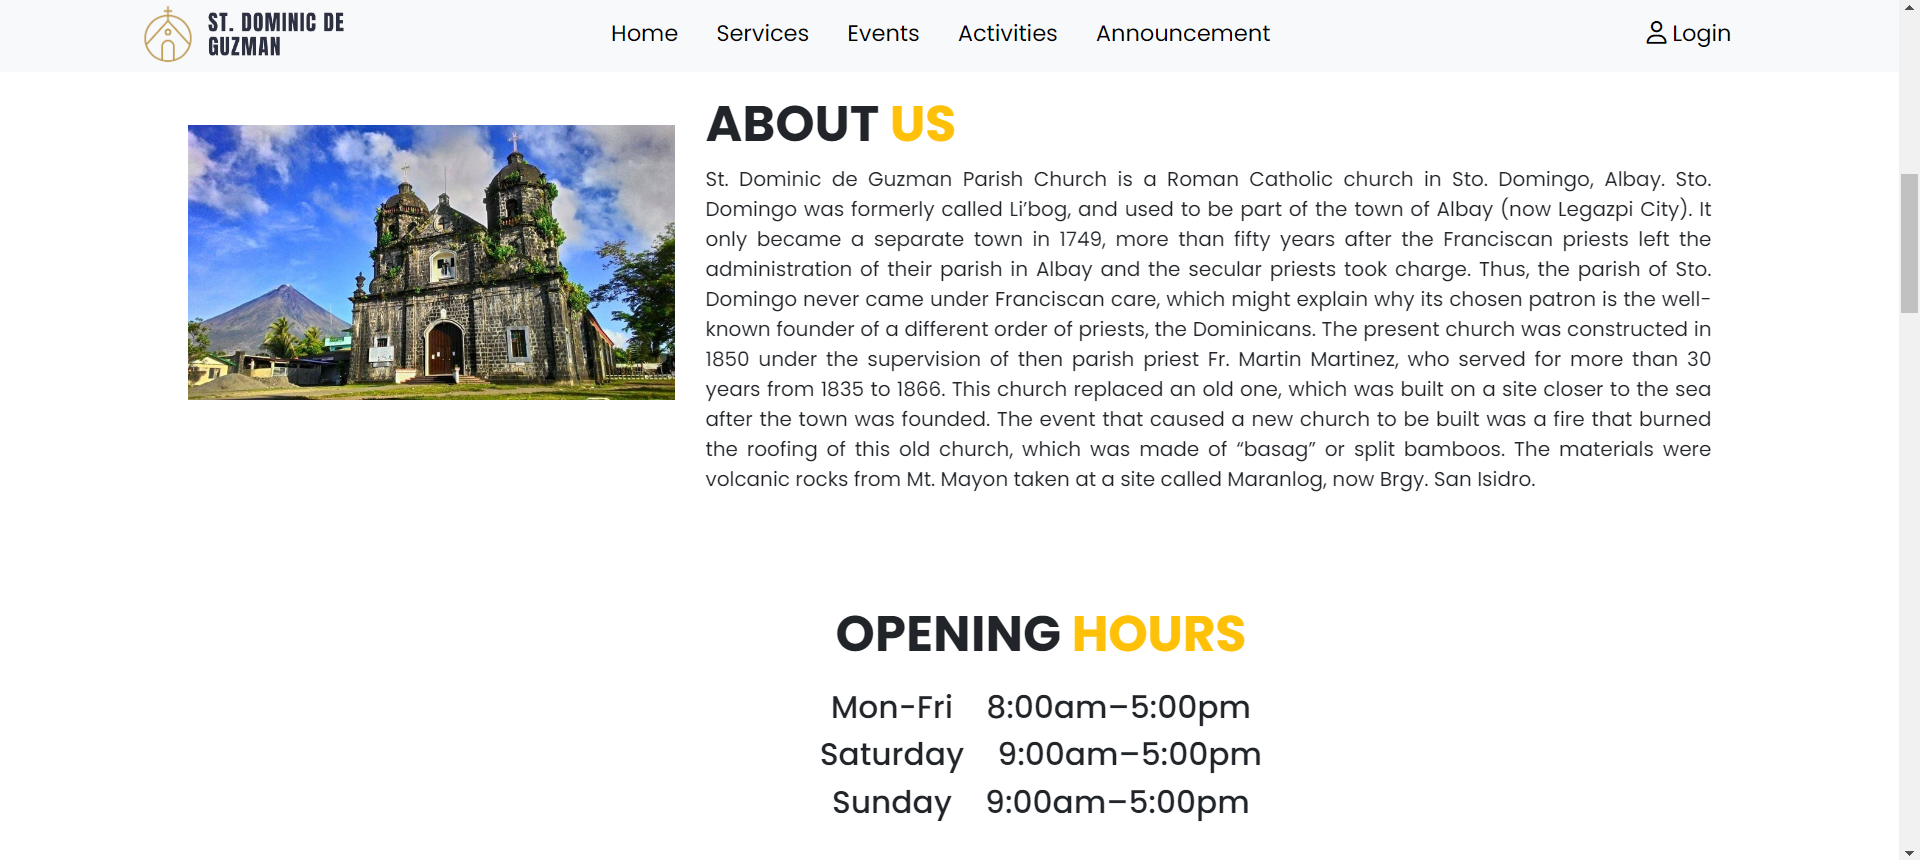 ST. DOMINIC DE
GUZMAN
Home Services Events Activities Announcement
Login
ABOUT US
St. Dominic de Guzman Parish Church is a Roman Catholic church in Sto. Domingo, Albay. Sto.
Domingo was formerly called Li’bog, and used to be part of the town of Albay (now Legazpi City). It
only became a separate town in 1749, more than fifty years after the Franciscan priests left the
administration of their parish in Albay and the secular priests took charge. Thus, the parish of Sto.
Domingo never came under Franciscan care, which might explain why its chosen patron is the well-
known founder of a different order of priests, the Dominicans. The present church was constructed in
1850 under the supervision of then parish priest Fr. Martin Martinez, who served for more than 30
years from 1835 to 1866. This church replaced an old one, which was built on a site closer to the sea
after the town was founded. The event that caused a new church to be built was a fire that burned
the roofing of this old church, which was made of “basag” or split bamboos. The materials were
volcanic rocks from Mt. Mayon taken at a site called Maranlog, now Brgy. San Isidro.
OPENING HOURS
Mon-Fri 8:00am–5:00pm
Saturday 9:00am–5:00pm
Sunday 9:00am–5:00pm